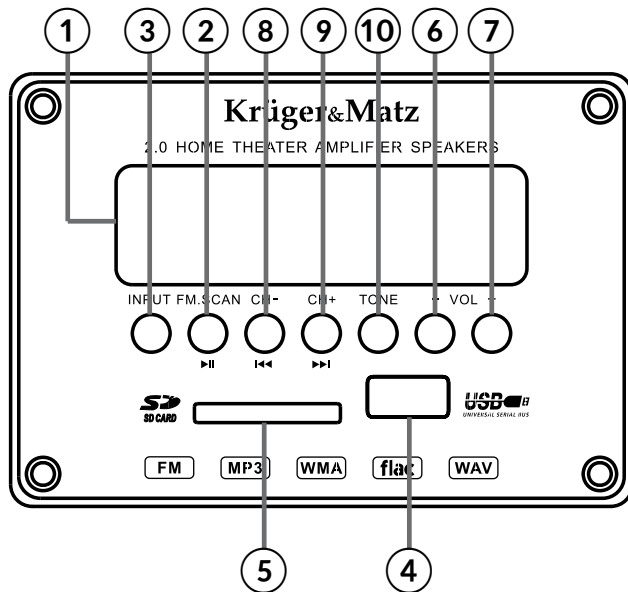 1 3 2 8 9 10 6 7
Krüger&Matz
2.0 HOME THEATER AMPLIFIER SPEAKERS
INPUT FM.SCAN CH- CH+ TONE - VOL +
SD
SD CARD
USB
UNIVERSAL SERIAL BUS
FM MP3 WMA flac WAV
5 4